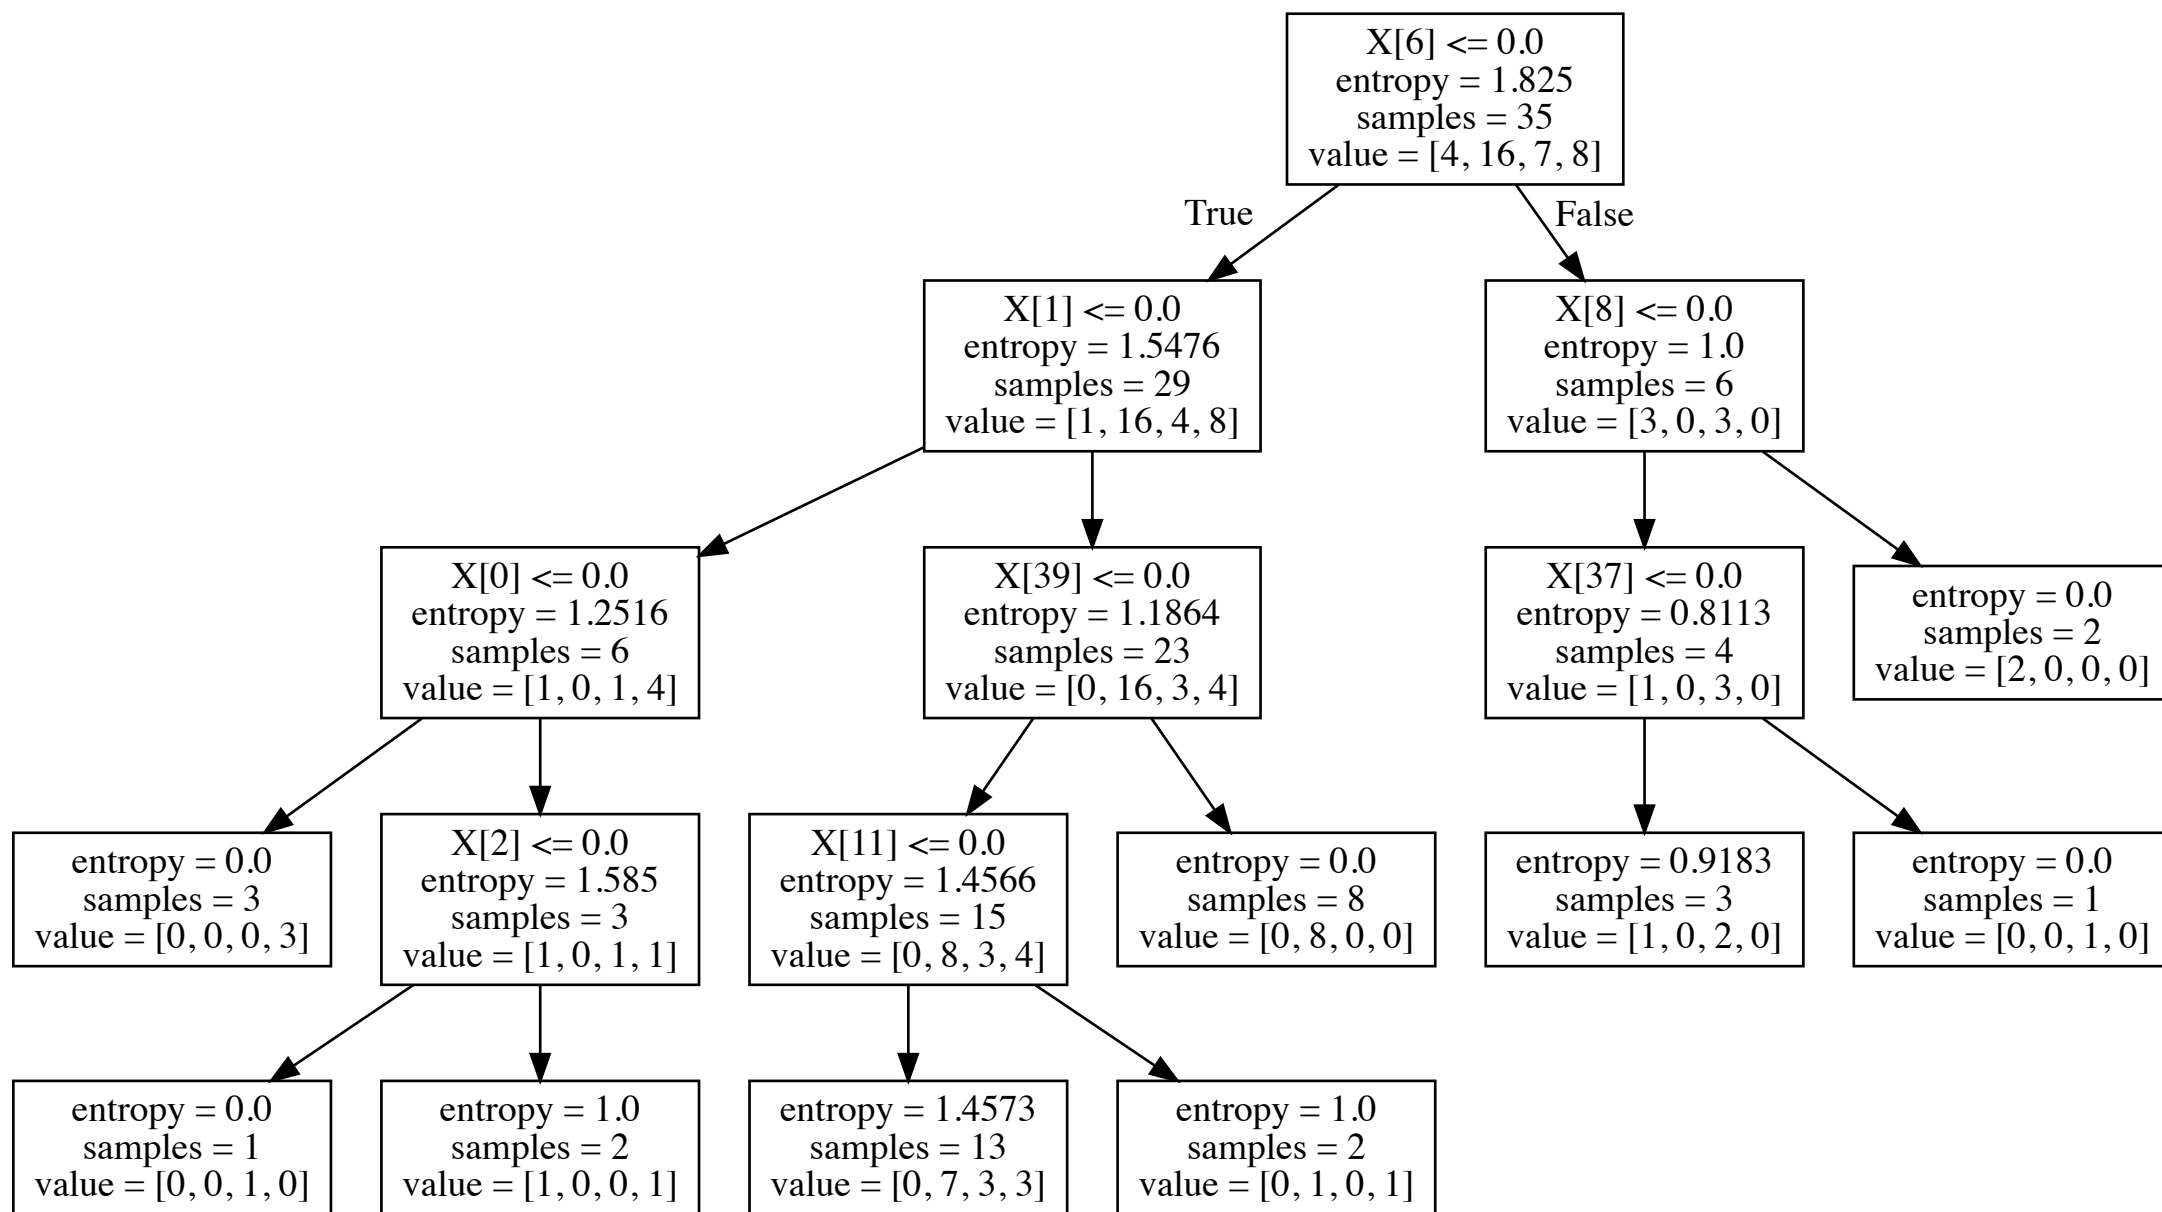 X[6] <= 0.0
entropy = 1.825
samples = 35
value = [4, 16, 7, 8]
True
False
X[1] <= 0.0
entropy = 1.5476
samples = 29
value = [1, 16, 4, 8]
X[8] <= 0.0
entropy = 1.0
samples = 6
value = [3, 0, 3, 0]
X[0] <= 0.0
entropy = 1.2516
samples = 6
value = [1, 0, 1, 4]
X[39] <= 0.0
entropy = 1.1864
samples = 23
value = [0, 16, 3, 4]
X[37] <= 0.0
entropy = 0.8113
samples = 4
value = [1, 0, 3, 0]
entropy = 0.0
samples = 2
value = [2, 0, 0, 0]
entropy = 0.0
samples = 3
value = [0, 0, 0, 3]
X[2] <= 0.0
entropy = 1.585
samples = 3
value = [1, 0, 1, 1]
X[11] <= 0.0
entropy = 1.4566
samples = 15
value = [0, 8, 3, 4]
entropy = 0.0
samples = 8
value = [0, 8, 0, 0]
entropy = 0.9183
samples = 3
value = [1, 0, 2, 0]
entropy = 0.0
samples = 1
value = [0, 0, 1, 0]
entropy = 0.0
samples = 1
value = [0, 0, 1, 0]
entropy = 1.0
samples = 2
value = [1, 0, 0, 1]
entropy = 1.4573
samples = 13
value = [0, 7, 3, 3]
entropy = 1.0
samples = 2
value = [0, 1, 0, 1]